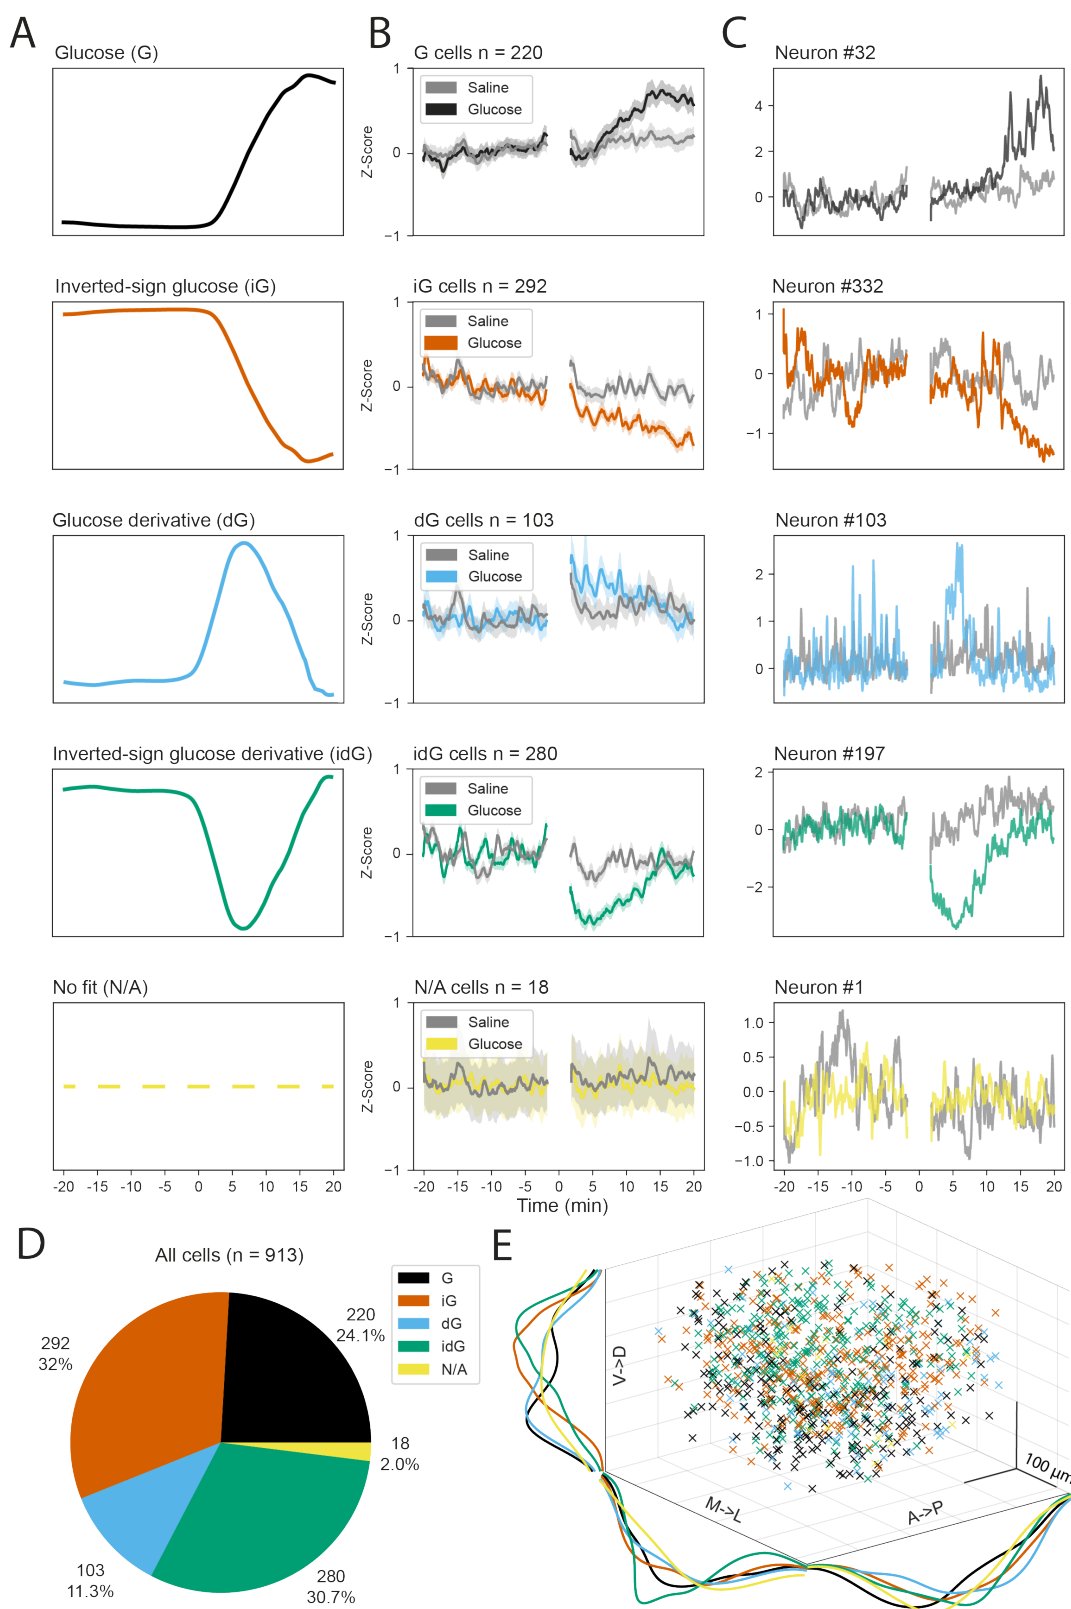 A
B
C
Glucose (G)
G cells n = 220
Neuron #32
1
0
−1
Z-Score
Saline
Glucose
4
2
0
Inverted-sign glucose (iG)
iG cells n = 292
Neuron #332
1
0
−1
Z-Score
Saline
Glucose
1
0
−1
Glucose derivative (dG)
dG cells n = 103
Neuron #103
1
0
−1
Z-Score
Saline
Glucose
2
1
0
Inverted-sign glucose derivative (idG)
idG cells n = 280
Neuron #197
1
0
−1
Z-Score
Saline
Glucose
2
0
−2
No fit (N/A)
N/A cells n = 18
Neuron #1
1
0
−1
Z-Score
Saline
Glucose
1.0
0.5
0.0
−0.5
−1.0
-20 -15 -10 -5 0 5 10 15 20
-20 -15 -10 -5 0 5 10 15 20
-20 -15 -10 -5 0 5 10 15 20
Time (min)
D
All cells (n = 913)
220
24.1%
292
32%
18
2.0%
103
11.3%
280
30.7%
G
iG
dG
idG
N/A
E
V->D
M->L
A->P
100 µm